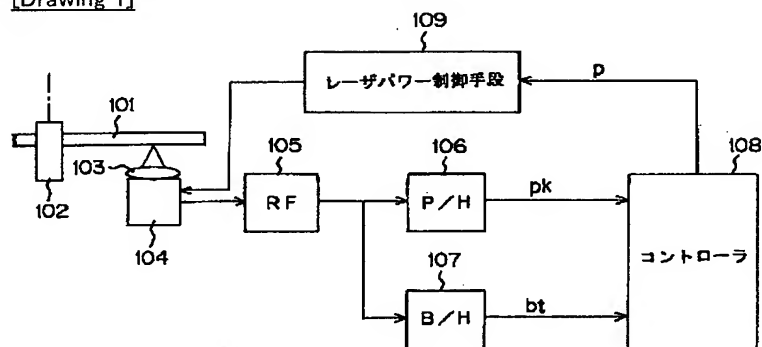 [Drawing 1]
109
レーザパワー制御手段
p
101
102
103
104
105
RF
106
P/H
pk
107
B/H
bt
108
コントローラ